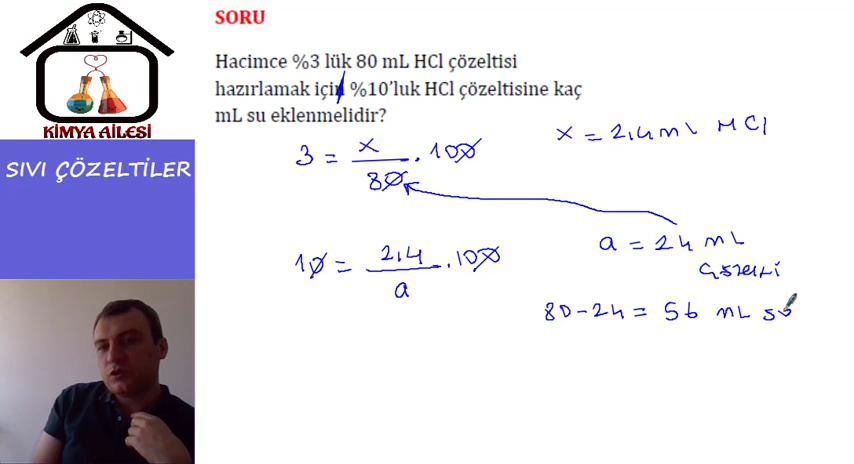 SORU
KİMYA AİLESİ
SIVI ÇÖZELTİLER
Hacimce %3 lük 80 mL HCl çözeltisi
hazırlamak için %10'luk HCl çözeltisine kaç
mL su eklenmelidir?
3 = x / 80 . 100
x = 2,4 ml HCl
10 = 2,4 / a . 100
a = 24 mL
çözelti
80 - 24 = 56 mL su